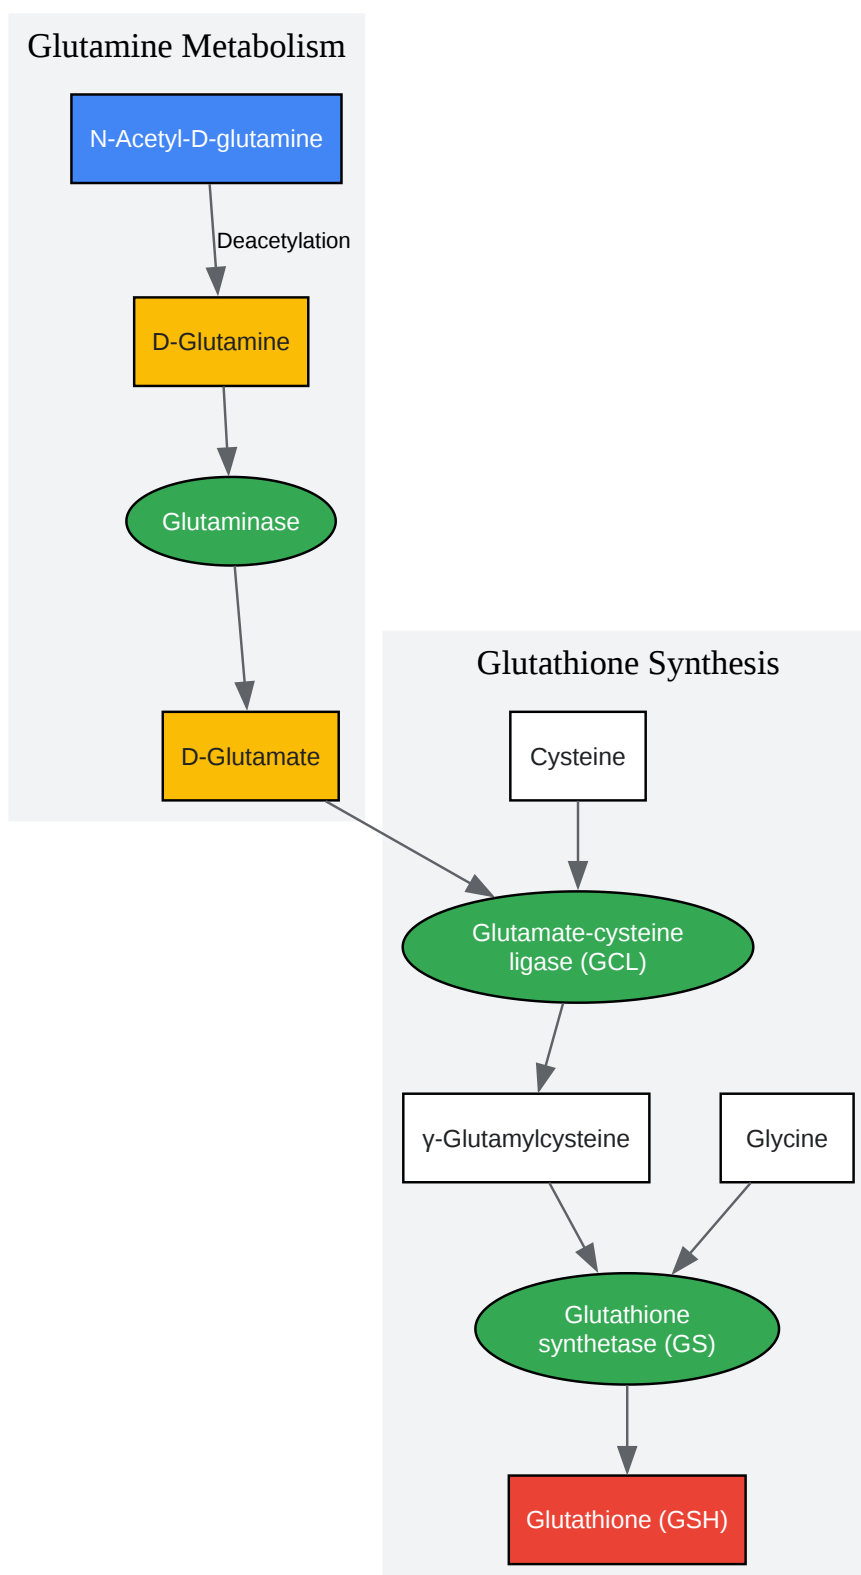 Glutamine Metabolism
N-Acetyl-D-glutamine
Deacetylation
D-Glutamine
Glutaminase
D-Glutamate
Glutathione Synthesis
Cysteine
Glutamate-cysteine
ligase (GCL)
γ-Glutamylcysteine
Glycine
Glutathione
synthetase (GS)
Glutathione (GSH)